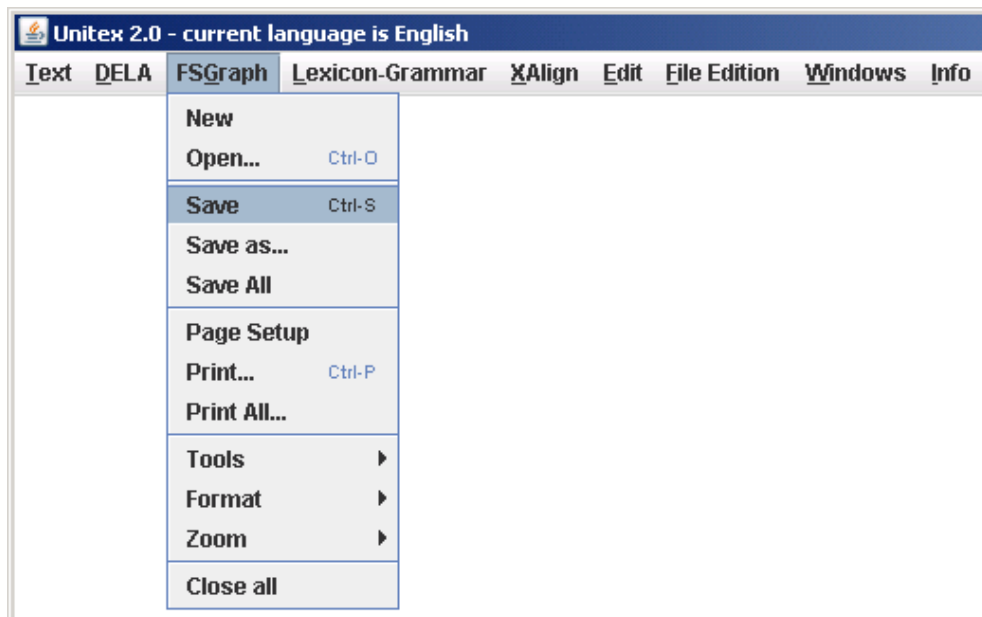 Unitex 2.0 - current language is English
Text DELA FSGraph Lexicon-Grammar XAlign Edit File Edition Windows Info
New
Open... Ctrl-O
Save Ctrl-S
Save as...
Save All
Page Setup
Print... Ctrl-P
Print All...
Tools
Format
Zoom
Close all